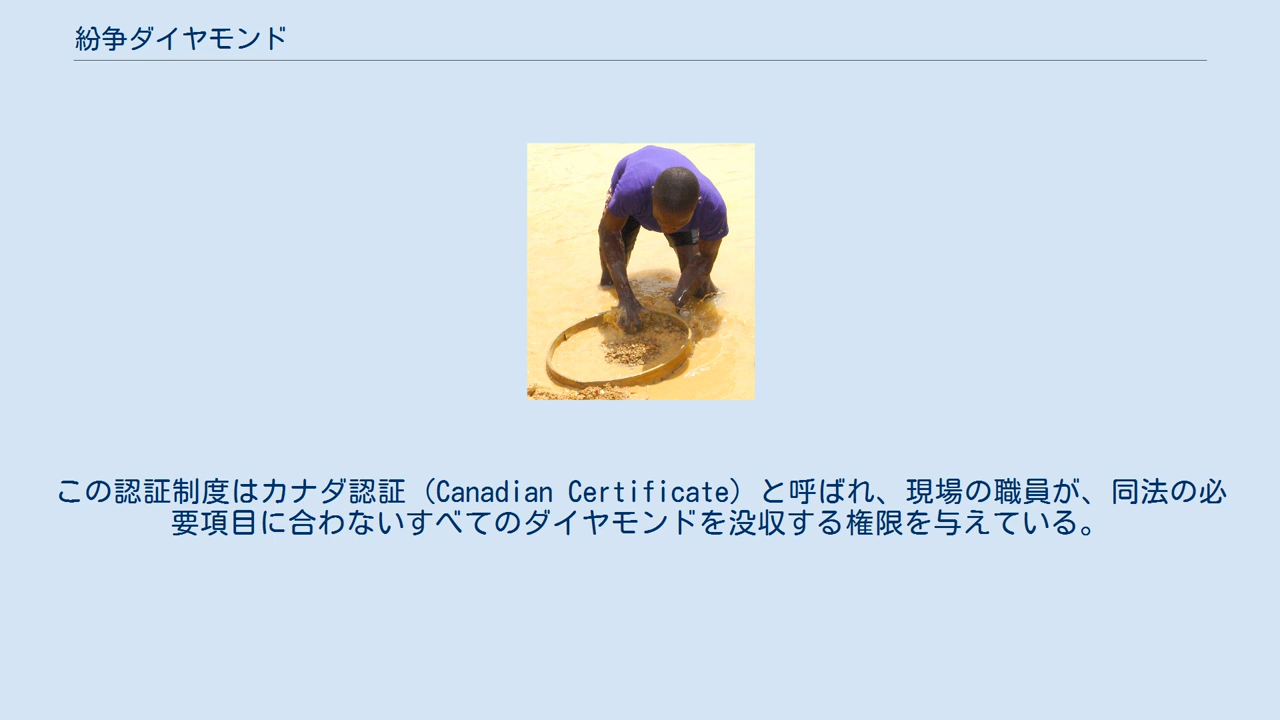 紛争ダイヤモンド
この認証制度はカナダ認証（Canadian Certificate）と呼ばれ、現場の職員が、同法の必
要項目に合わないすべてのダイヤモンドを没収する権限を与えている。